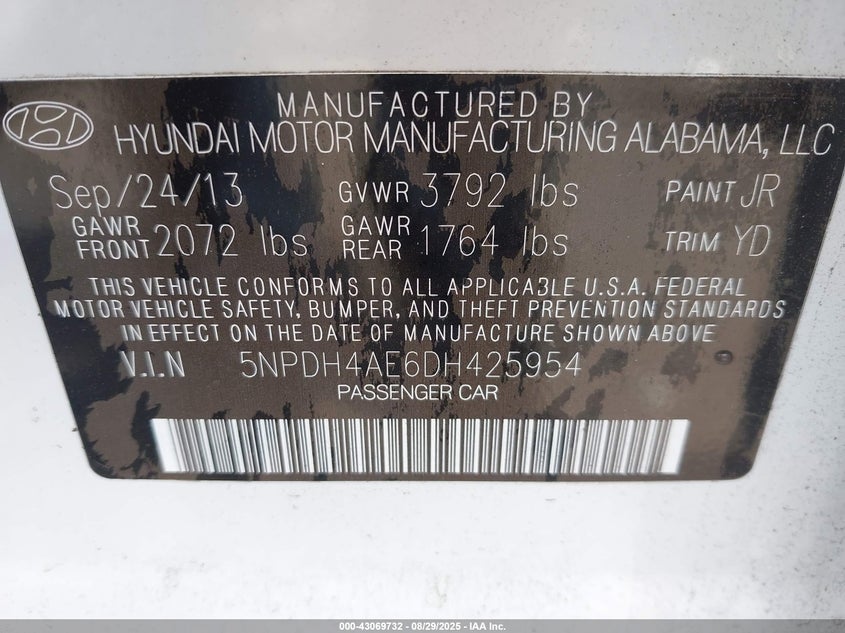 MANUFACTURED BY
HYUNDAI MOTOR MANUFACTURING ALABAMA, LLC
Sep/24/13 GVWR 3792 lbs PAINT JR
GAWR FRONT 2072 lbs GAWR REAR 1764 lbs TRIM YD
THIS VEHICLE CONFORMS TO ALL APPLICABLE U.S.A. FEDERAL
MOTOR VEHICLE SAFETY, BUMPER, AND THEFT PREVENTION STANDARDS
IN EFFECT ON THE DATE OF MANUFACTURE SHOWN ABOVE.
V.I.N 5NPDH4AE6DH425954
PASSENGER CAR
000-43069732 - 08/29/2025 - IAA Inc.